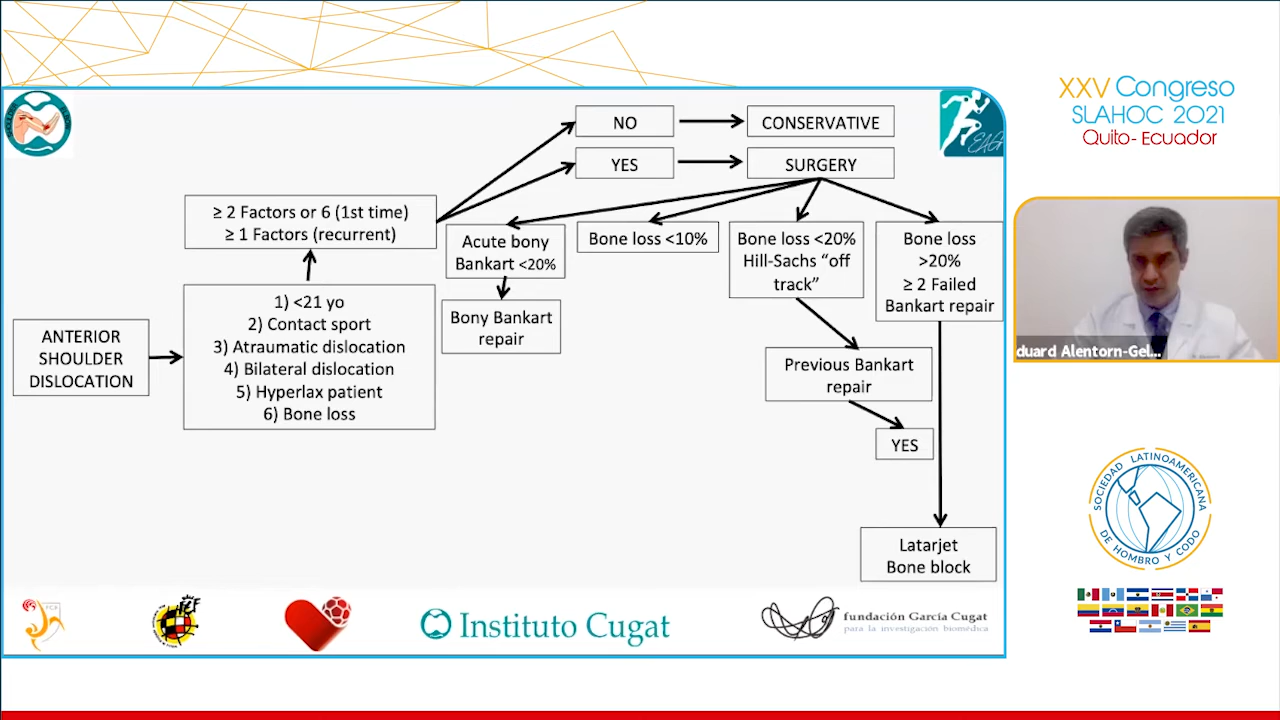 XXV Congreso
SLAHOC 2021
Quito - Ecuador
NO
CONSERVATIVE
YES
SURGERY
≥ 2 Factors or 6 (1st time)
≥ 1 Factors (recurrent)
Acute bony
Bankart <20%
Bone loss <10%
Bone loss <20%
Hill-Sachs “off
track”
Bone loss
>20%
≥ 2 Failed
Bankart repair
ANTERIOR
SHOULDER
DISLOCATION
1) <21 yo
2) Contact sport
3) Atraumatic dislocation
4) Bilateral dislocation
5) Hyperlax patient
6) Bone loss
Bony Bankart
repair
Previous Bankart
repair
YES
Latarjet
Bone block
duard Alentorn-Gel...
SOCIEDAD LATINOAMERICANA
DE HOMBRO Y CODO
Instituto Cugat
fundación García Cugat
para la investigación biomédica